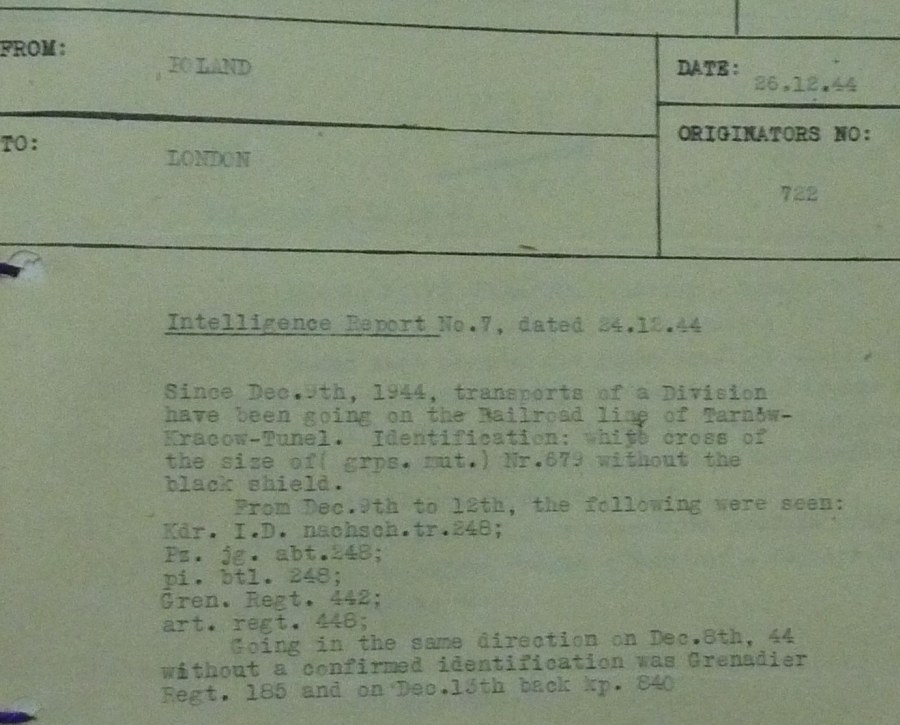 FROM:
POLAND
DATE:
26.12.44
TO:
LONDON
ORIGINATORS NO:
722
Intelligence Report No.7, dated 24.12.44
Since Dec.9th, 1944, transports of a Division
have been going on the Railroad line of Tarnów-
Kracow-Tunel. Identification: white cross of
the size of( grps. mut.) Nr.679 without the
black shield.
From Dec.9th to 12th, the following were seen:
Kdr. I.D. nachsch.tr.248;
Pz. jg. abt.248;
pi. btl. 248;
Gren. Regt. 442;
art. regt. 448;
Going in the same direction on Dec.8th, 44
without a confirmed identification was Grenadier
Regt. 185 and on Dec. back kp. 840